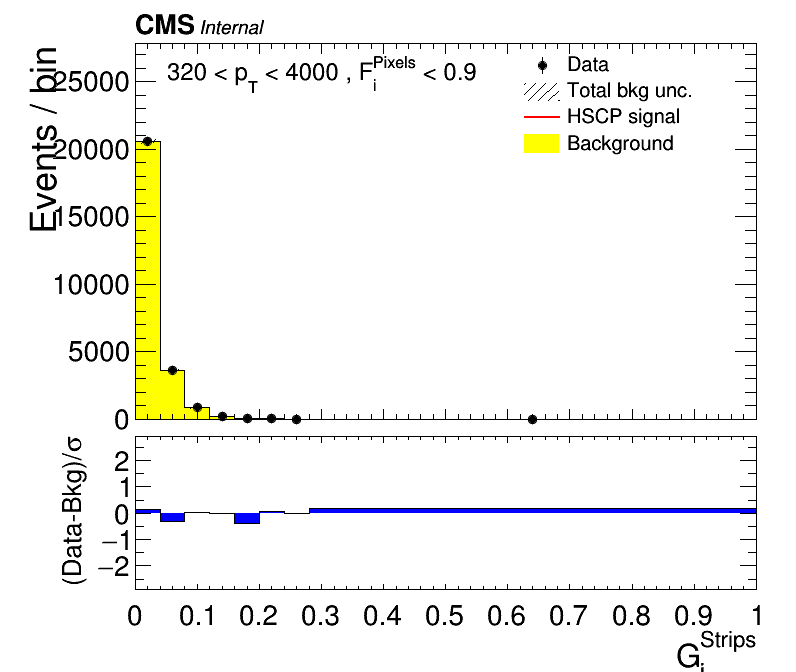 CMS Internal
Events / bin
320 < p_T < 4000 , F_i^Pixels < 0.9
Data
Total bkg unc.
HSCP signal
Background
25000
20000
15000
10000
5000
0
(Data-Bkg)/σ
2
1
0
−1
−2
0 0.1 0.2 0.3 0.4 0.5 0.6 0.7 0.8 0.9 1
G_i^Strips